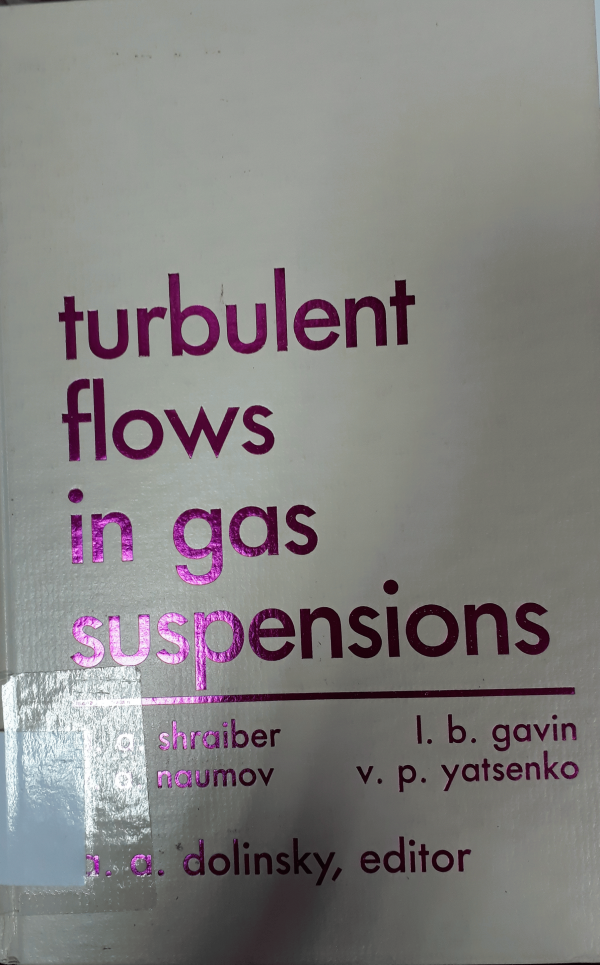 turbulent
flows
in gas
suspensions
a. shraiber l. b. gavin
naumov v. p. yatsenko
a. dolinsky, editor